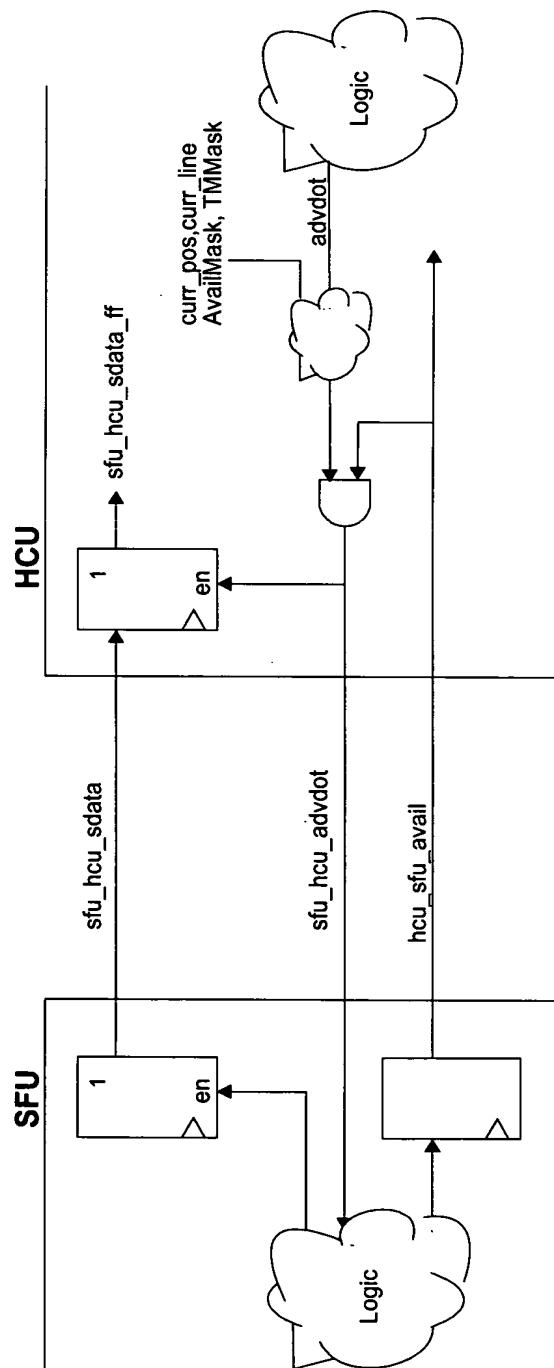 SFU
HCU
1
en
sfu_hcu_sdata
1
en
sfu_hcu_sdata_ff
curr_pos,curr_line
AvailMask, TMMask
Logic
sfu_hcu_advdot
advdot
Logic
hcu_sfu_avail